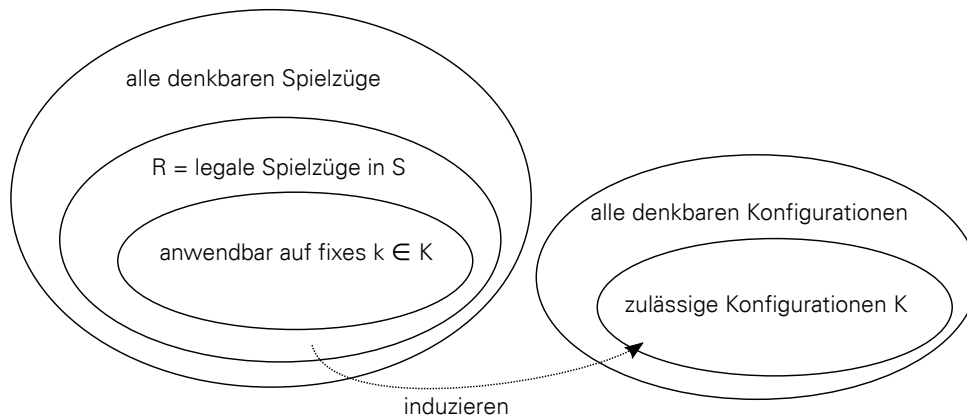 alle denkbaren Spielzüge
R = legale Spielzüge in S
anwendbar auf fixes k ∈ K
alle denkbaren Konfigurationen
zulässige Konfigurationen K
induzieren